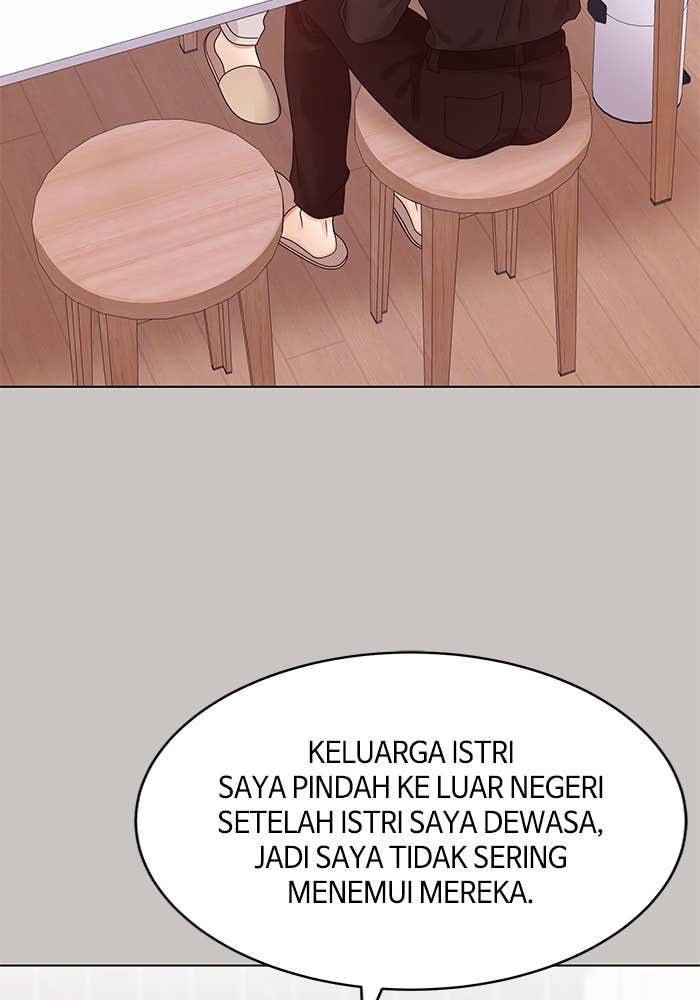 KELUARGA ISTRI
SAYA PINDAH KE LUAR NEGERI
SETELAH ISTRI SAYA DEWASA,
JADI SAYA TIDAK SERING
MENEMUI MEREKA.